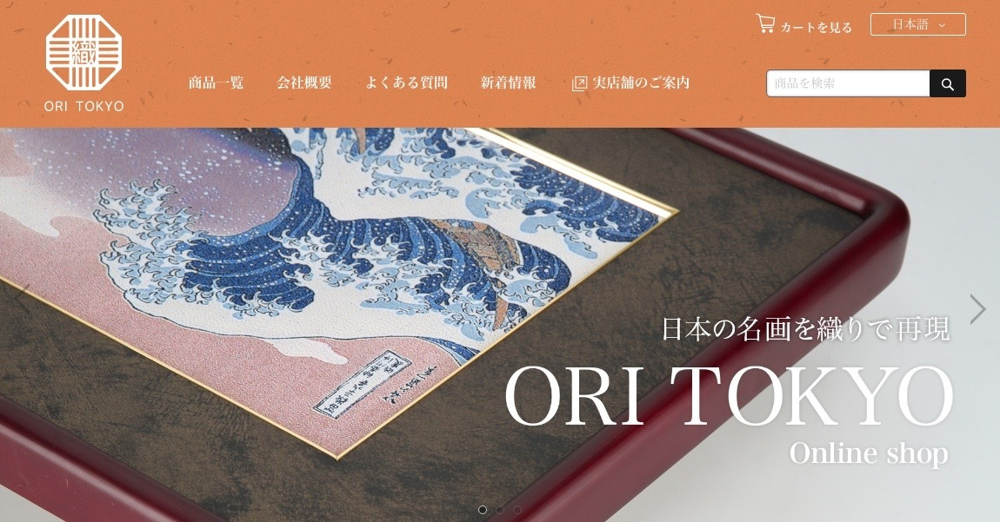 織
ORI TOKYO
カートを見る
日本語
商品一覧
会社概要
よくある質問
新着情報
実店舗のご案内
商品を検索
日本の名画を織りで再現
ORI TOKYO
Online shop